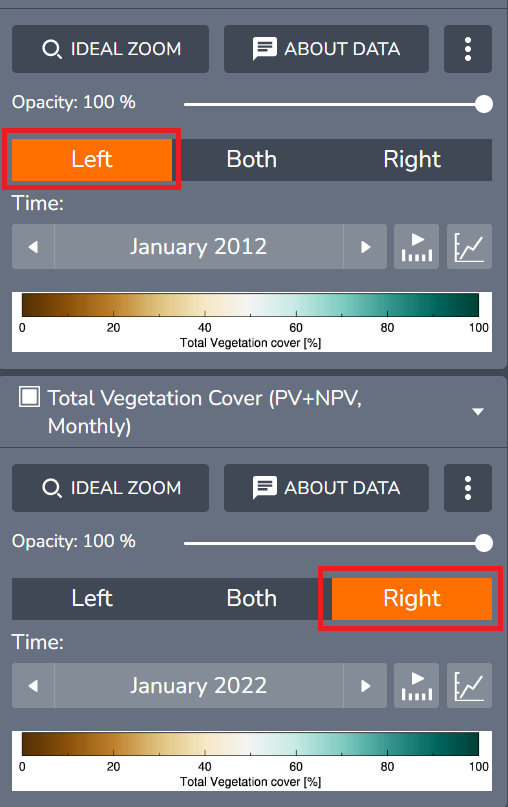 IDEAL ZOOM ABOUT DATA
Opacity: 100 %
Left Both Right
Time:
January 2012
0 20 40 60 80 100
Total Vegetation cover [%]
Total Vegetation Cover (PV+NPV,
Monthly)
IDEAL ZOOM ABOUT DATA
Opacity: 100 %
Left Both Right
Time:
January 2022
0 20 40 60 80 100
Total Vegetation cover [%]